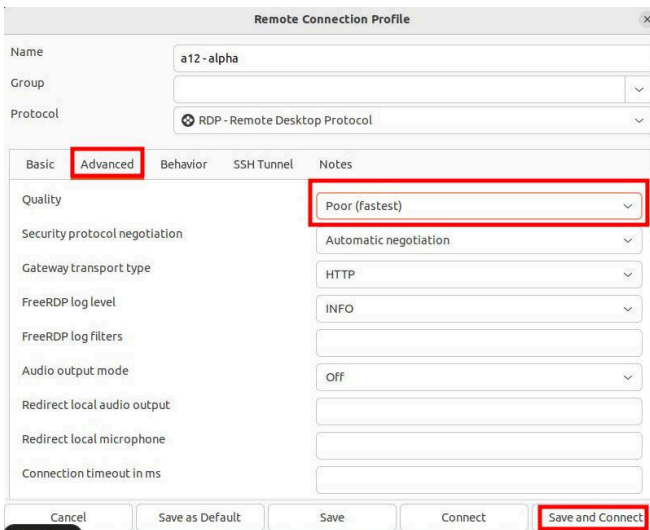 Remote Connection Profile
Name
a12-alpha
Group
Protocol
RDP - Remote Desktop Protocol
Basic Advanced Behavior SSH Tunnel Notes
Quality
Poor (fastest)
Security protocol negotiation
Automatic negotiation
Gateway transport type
HTTP
FreeRDP log level
INFO
FreeRDP log filters
Audio output mode
Off
Redirect local audio output
Redirect local microphone
Connection timeout in ms
Cancel Save as Default Save Connect Save and Connect